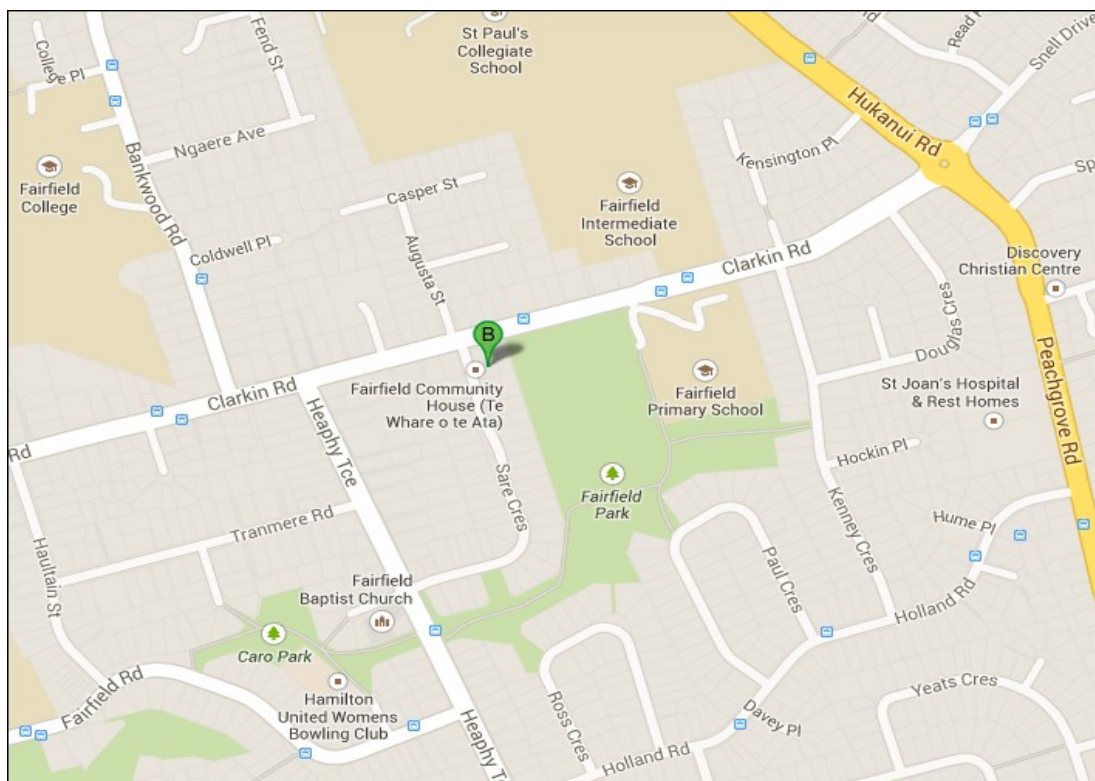 College Pl
Fend St
St Paul's
Collegiate
School
Read
Snell Drive
Hukanui Rd
Ngaere Ave
Bankwood Rd
Kensington Pl
Fairfield
College
Casper St
Fairfield
Intermediate
School
Sp
Coldwell Pl
Augusta St
Clarkin Rd
Discovery
Christian Centre
B
Douglas Cres
Peachgrove Rd
Clarkin Rd
Fairfield Community
House (Te
Whare o te Ata)
Fairfield
Primary School
St Joan's Hospital
& Rest Homes
Heaphy Tce
Rd
Hockin Pl
Sare Cres
Fairfield
Park
Kenney Cres
Hume Pl
Tranmere Rd
Haultain St
Paul Cres
Fairfield
Baptist Church
Holland Rd
Caro Park
Fairfield Rd
Hamilton
United Womens
Bowling Club
Ross Cres
Yeats Cres
Davey Pl
Heaphy Tc
Holland Rd